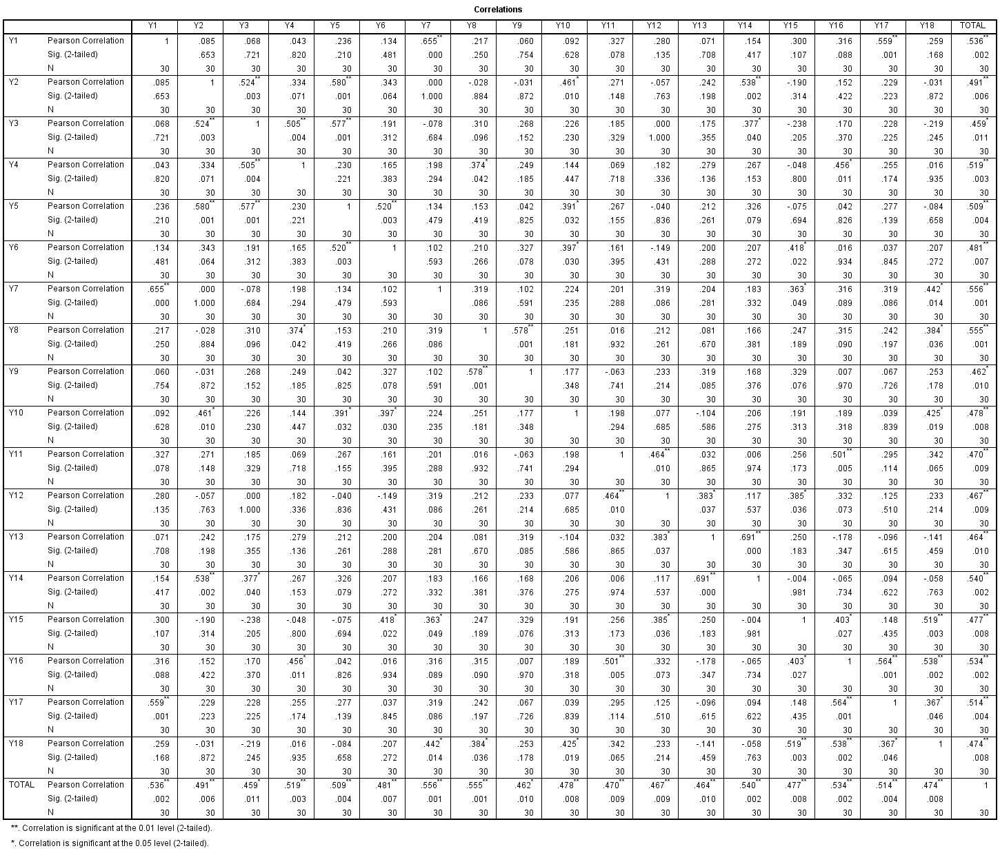 Correlations
Y1 Y2 Y3 Y4 Y5 Y6 Y7 Y8 Y9 Y10 Y11 Y12 Y13 Y14 Y15 Y16 Y17 Y18 TOTAL
Y1 Pearson Correlation 1 .085 .068 .043 .236 .134 .655** .217 .060 .092 .327 .280 .071 .154 .300 .316 .559** .259 .536**
Sig. (2-tailed) .653 .721 .820 .210 .481 .000 .250 .754 .628 .078 .135 .708 .417 .107 .088 .001 .168 .002
N 30 30 30 30 30 30 30 30 30 30 30 30 30 30 30 30 30 30 30
Y2 Pearson Correlation .085 1 .524** .334 .580** .343 .000 -.028 -.031 .461* .271 -.057 .242 .538** -.190 .152 .229 -.031 .491**
Sig. (2-tailed) .653 .003 .071 .001 .064 1.000 .884 .872 .010 .148 .763 .198 .002 .314 .422 .223 .872 .006
N 30 30 30 30 30 30 30 30 30 30 30 30 30 30 30 30 30 30 30
Y3 Pearson Correlation .068 .524** 1 .505** .577** .191 -.078 .310 .268 .226 .185 .000 .175 .377* -.238 .170 .228 -.219 .459*
Sig. (2-tailed) .721 .003 .004 .001 .312 .684 .096 .152 .230 .329 1.000 .355 .040 .205 .370 .225 .245 .011
N 30 30 30 30 30 30 30 30 30 30 30 30 30 30 30 30 30 30 30
Y4 Pearson Correlation .043 .334 .505** 1 .230 .165 .198 .374* .249 .144 .069 .182 .279 .267 -.048 .456* .255 .016 .519**
Sig. (2-tailed) .820 .071 .004 .221 .383 .294 .042 .185 .447 .718 .336 .136 .153 .800 .011 .174 .935 .003
N 30 30 30 30 30 30 30 30 30 30 30 30 30 30 30 30 30 30 30
Y5 Pearson Correlation .236 .580** .577** .230 1 .520** .134 .153 .042 .391* .267 -.040 .212 .326 -.075 .042 .277 -.084 .509**
Sig. (2-tailed) .210 .001 .001 .221 .003 .479 .419 .825 .032 .155 .836 .261 .079 .694 .826 .139 .658 .004
N 30 30 30 30 30 30 30 30 30 30 30 30 30 30 30 30 30 30 30
Y6 Pearson Correlation .134 .343 .191 .165 .520** 1 .102 .210 .327 .397* .161 -.149 .200 .207 .418* .016 .037 .207 .481**
Sig. (2-tailed) .481 .064 .312 .383 .003 .593 .266 .078 .030 .395 .431 .288 .272 .022 .934 .845 .272 .007
N 30 30 30 30 30 30 30 30 30 30 30 30 30 30 30 30 30 30 30
Y7 Pearson Correlation .655** .000 -.078 .198 .134 .102 1 .319 .102 .224 .201 .319 .204 .183 .363* .316 .319 .442* .556**
Sig. (2-tailed) .000 1.000 .684 .294 .479 .593 .086 .591 .235 .288 .086 .281 .332 .049 .089 .086 .014 .001
N 30 30 30 30 30 30 30 30 30 30 30 30 30 30 30 30 30 30 30
Y8 Pearson Correlation .217 -.028 .310 .374* .153 .210 .319 1 .578** .251 .016 .212 .081 .166 .247 .315 .242 .384* .555**
Sig. (2-tailed) .250 .884 .096 .042 .419 .266 .086 .001 .181 .932 .261 .670 .381 .189 .090 .197 .036 .001
N 30 30 30 30 30 30 30 30 30 30 30 30 30 30 30 30 30 30 30
Y9 Pearson Correlation .060 -.031 .268 .249 .042 .327 .102 .578** 1 .177 -.063 .233 .319 .168 .329 .007 .067 .253 .462*
Sig. (2-tailed) .754 .872 .152 .185 .825 .078 .591 .001 .348 .741 .214 .085 .376 .076 .970 .726 .178 .010
N 30 30 30 30 30 30 30 30 30 30 30 30 30 30 30 30 30 30 30
Y10 Pearson Correlation .092 .461* .226 .144 .391* .397* .224 .251 .177 1 .198 .077 -.104 .206 .191 .189 .039 .425* .478**
Sig. (2-tailed) .628 .010 .230 .447 .032 .030 .235 .181 .348 .294 .685 .586 .275 .313 .318 .839 .019 .008
N 30 30 30 30 30 30 30 30 30 30 30 30 30 30 30 30 30 30 30
Y11 Pearson Correlation .327 .271 .185 .069 .267 .161 .201 .016 -.063 .198 1 .464** .032 .006 .256 .501** .295 .342 .470**
Sig. (2-tailed) .078 .148 .329 .718 .155 .395 .288 .932 .741 .294 .010 .865 .974 .173 .005 .114 .065 .009
N 30 30 30 30 30 30 30 30 30 30 30 30 30 30 30 30 30 30 30
Y12 Pearson Correlation .280 -.057 .000 .182 -.040 -.149 .319 .212 .233 .077 .464** 1 .383* .117 .385* .332 .125 .233 .467**
Sig. (2-tailed) .135 .763 1.000 .336 .836 .431 .086 .261 .214 .685 .010 .037 .537 .036 .073 .510 .214 .009
N 30 30 30 30 30 30 30 30 30 30 30 30 30 30 30 30 30 30 30
Y13 Pearson Correlation .071 .242 .175 .279 .212 .200 .204 .081 .319 -.104 .032 .383* 1 .691** .250 -.178 -.096 -.141 .464**
Sig. (2-tailed) .708 .198 .355 .136 .261 .288 .281 .670 .085 .586 .865 .037 .000 .183 .347 .615 .459 .010
N 30 30 30 30 30 30 30 30 30 30 30 30 30 30 30 30 30 30 30
Y14 Pearson Correlation .154 .538** .377* .267 .326 .207 .183 .166 .168 .206 .006 .117 .691** 1 -.004 -.065 .094 -.058 .540**
Sig. (2-tailed) .417 .002 .040 .153 .079 .272 .332 .381 .376 .275 .974 .537 .000 .981 .734 .622 .763 .002
N 30 30 30 30 30 30 30 30 30 30 30 30 30 30 30 30 30 30 30
Y15 Pearson Correlation .300 -.190 -.238 -.048 -.075 .418* .363* .247 .329 .191 .256 .385* .250 -.004 1 .403* .148 .519** .477**
Sig. (2-tailed) .107 .314 .205 .800 .694 .022 .049 .189 .076 .313 .173 .036 .183 .981 .027 .435 .003 .008
N 30 30 30 30 30 30 30 30 30 30 30 30 30 30 30 30 30 30 30
Y16 Pearson Correlation .316 .152 .170 .456* .042 .016 .316 .315 .007 .189 .501** .332 -.178 -.065 .403* 1 .564** .538** .534**
Sig. (2-tailed) .088 .422 .370 .011 .826 .934 .089 .090 .970 .318 .005 .073 .347 .734 .027 .001 .002 .002
N 30 30 30 30 30 30 30 30 30 30 30 30 30 30 30 30 30 30 30
Y17 Pearson Correlation .559** .229 .228 .255 .277 .037 .319 .242 .067 .039 .295 .125 -.096 .094 .148 .564** 1 .367* .514**
Sig. (2-tailed) .001 .223 .225 .174 .139 .845 .086 .197 .726 .839 .114 .510 .615 .622 .435 .001 .046 .004
N 30 30 30 30 30 30 30 30 30 30 30 30 30 30 30 30 30 30 30
Y18 Pearson Correlation .259 -.031 -.219 .016 -.084 .207 .442* .384* .253 .425* .342 .233 -.141 -.058 .519** .538** .367* 1 .474**
Sig. (2-tailed) .168 .872 .245 .935 .658 .272 .014 .036 .178 .019 .065 .214 .459 .763 .003 .002 .046 .008
N 30 30 30 30 30 30 30 30 30 30 30 30 30 30 30 30 30 30 30
TOTAL Pearson Correlation .536** .491** .459* .519** .509** .481** .556** .555** .462* .478** .470** .467** .464** .540** .477** .534** .514** .474** 1
Sig. (2-tailed) .002 .006 .011 .003 .004 .007 .001 .001 .010 .008 .009 .009 .010 .002 .008 .002 .004 .008
N 30 30 30 30 30 30 30 30 30 30 30 30 30 30 30 30 30 30 30
**. Correlation is significant at the 0.01 level (2-tailed).
*. Correlation is significant at the 0.05 level (2-tailed).